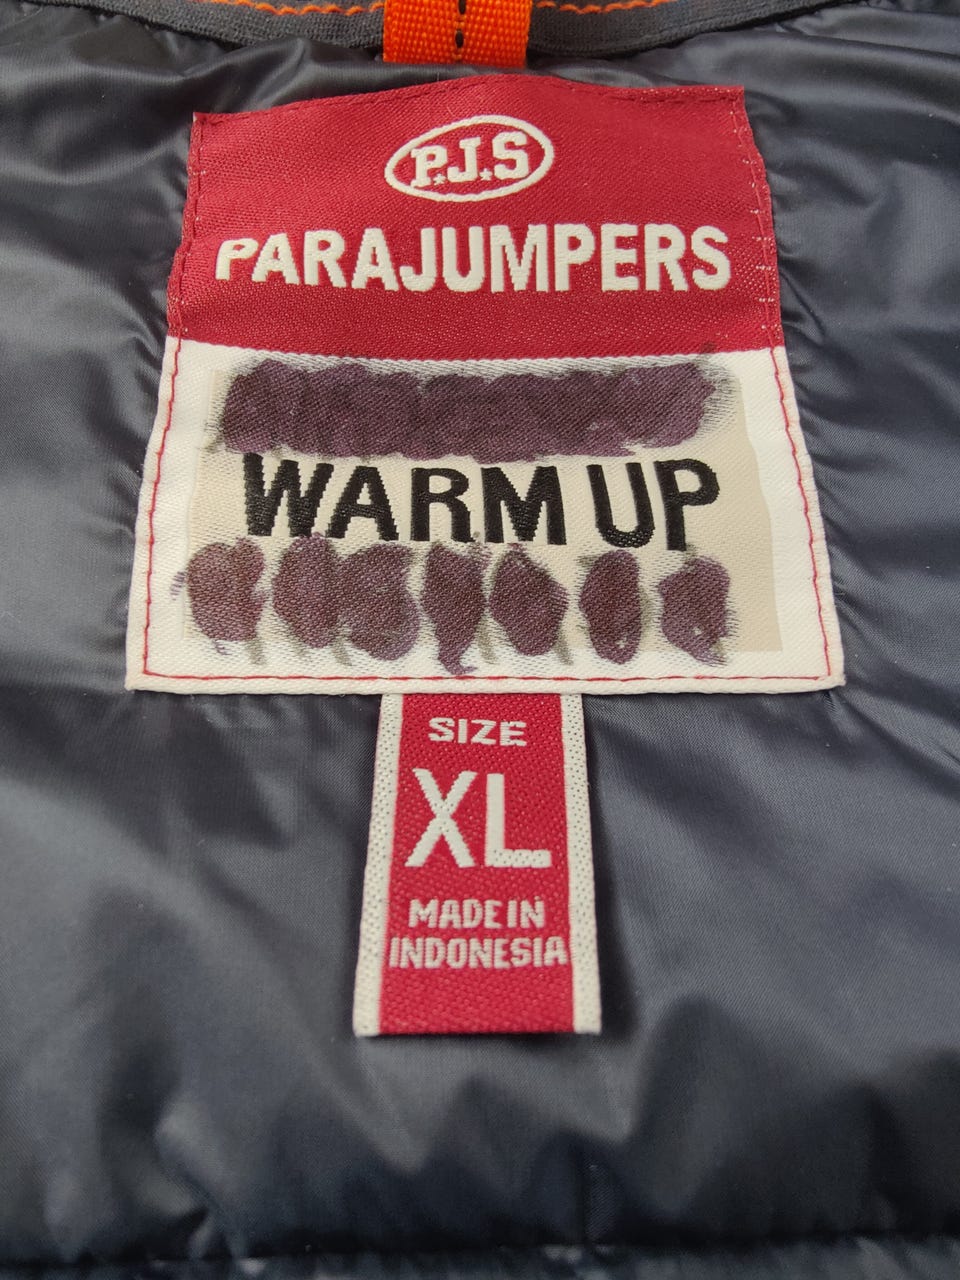 P.J.S
PARAJUMPERS
WARM UP
SIZE
XL
MADE IN
INDONESIA